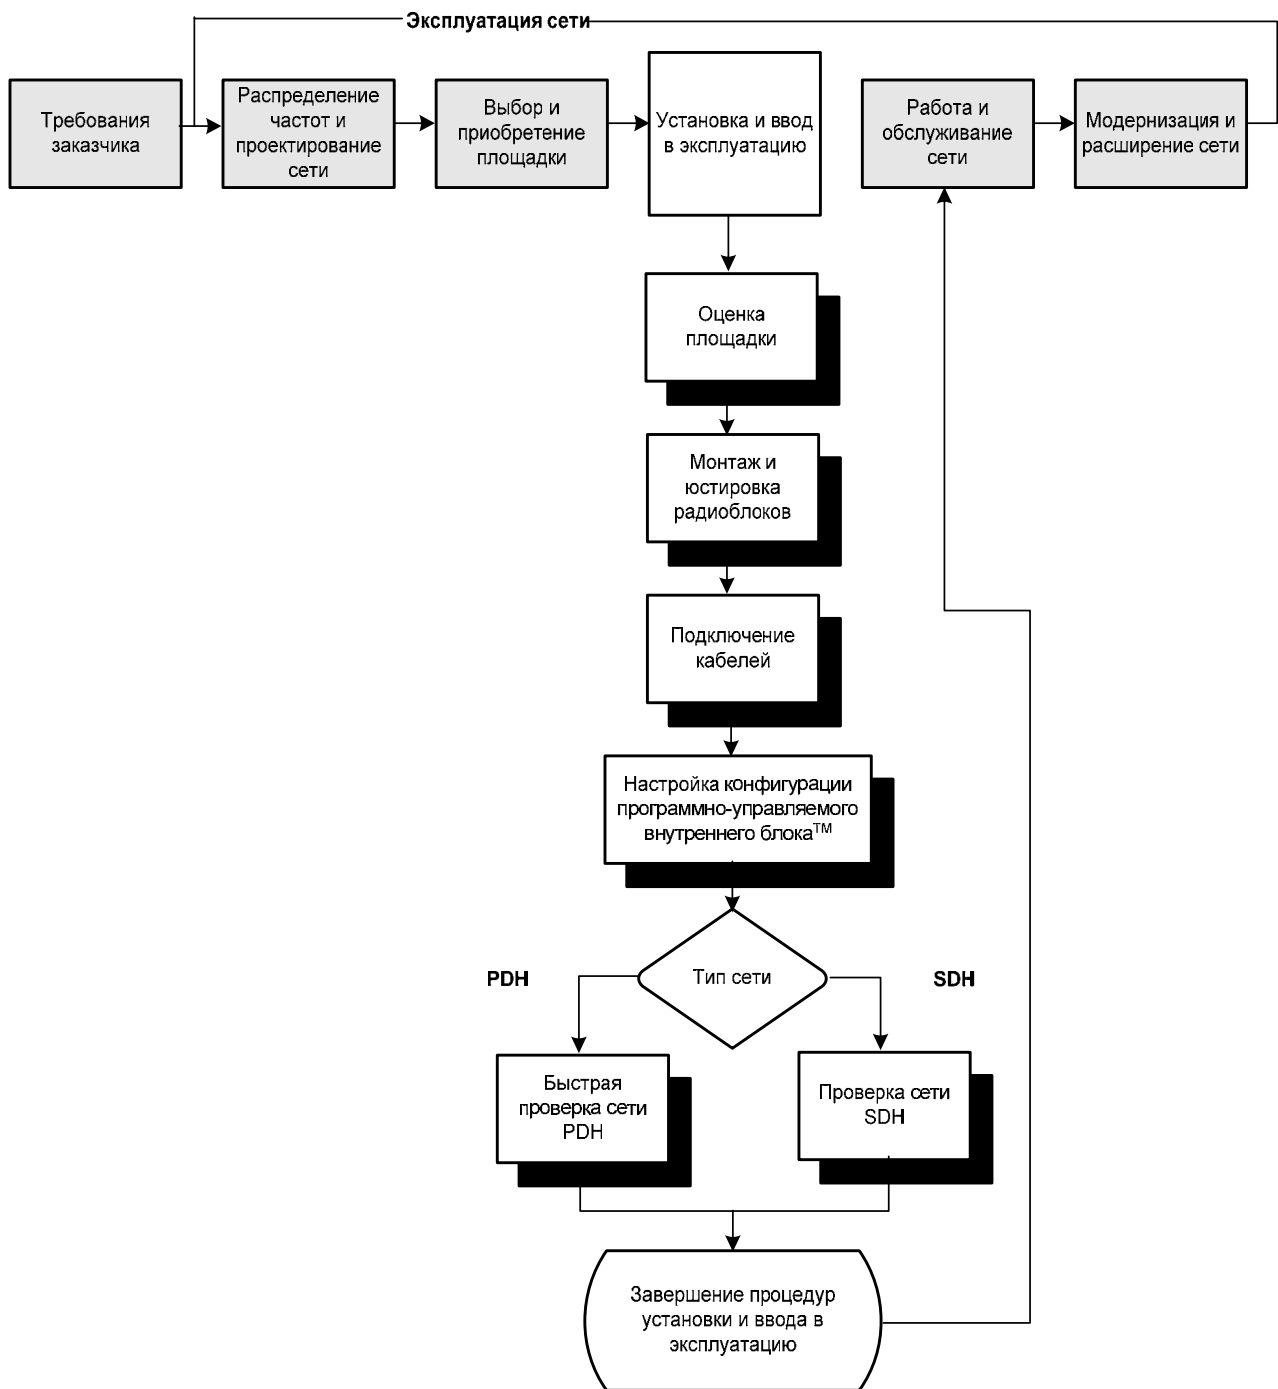 Эксплуатация сети
Требования
заказчика
Распределение
частот и
проектирование
сети
Выбор и
приобретение
площадки
Установка и ввод
в эксплуатацию
Работа и
обслуживание
сети
Модернизация и
расширение сети
Оценка
площадки
Монтаж и
юстировка
радиоблоков
Подключение
кабелей
Настройка конфигурации
программно-управляемого
внутреннего блока™
Тип сети
PDH
SDH
Быстрая
проверка сети
PDH
Проверка сети
SDH
Завершение процедур
установки и ввода в
эксплуатацию